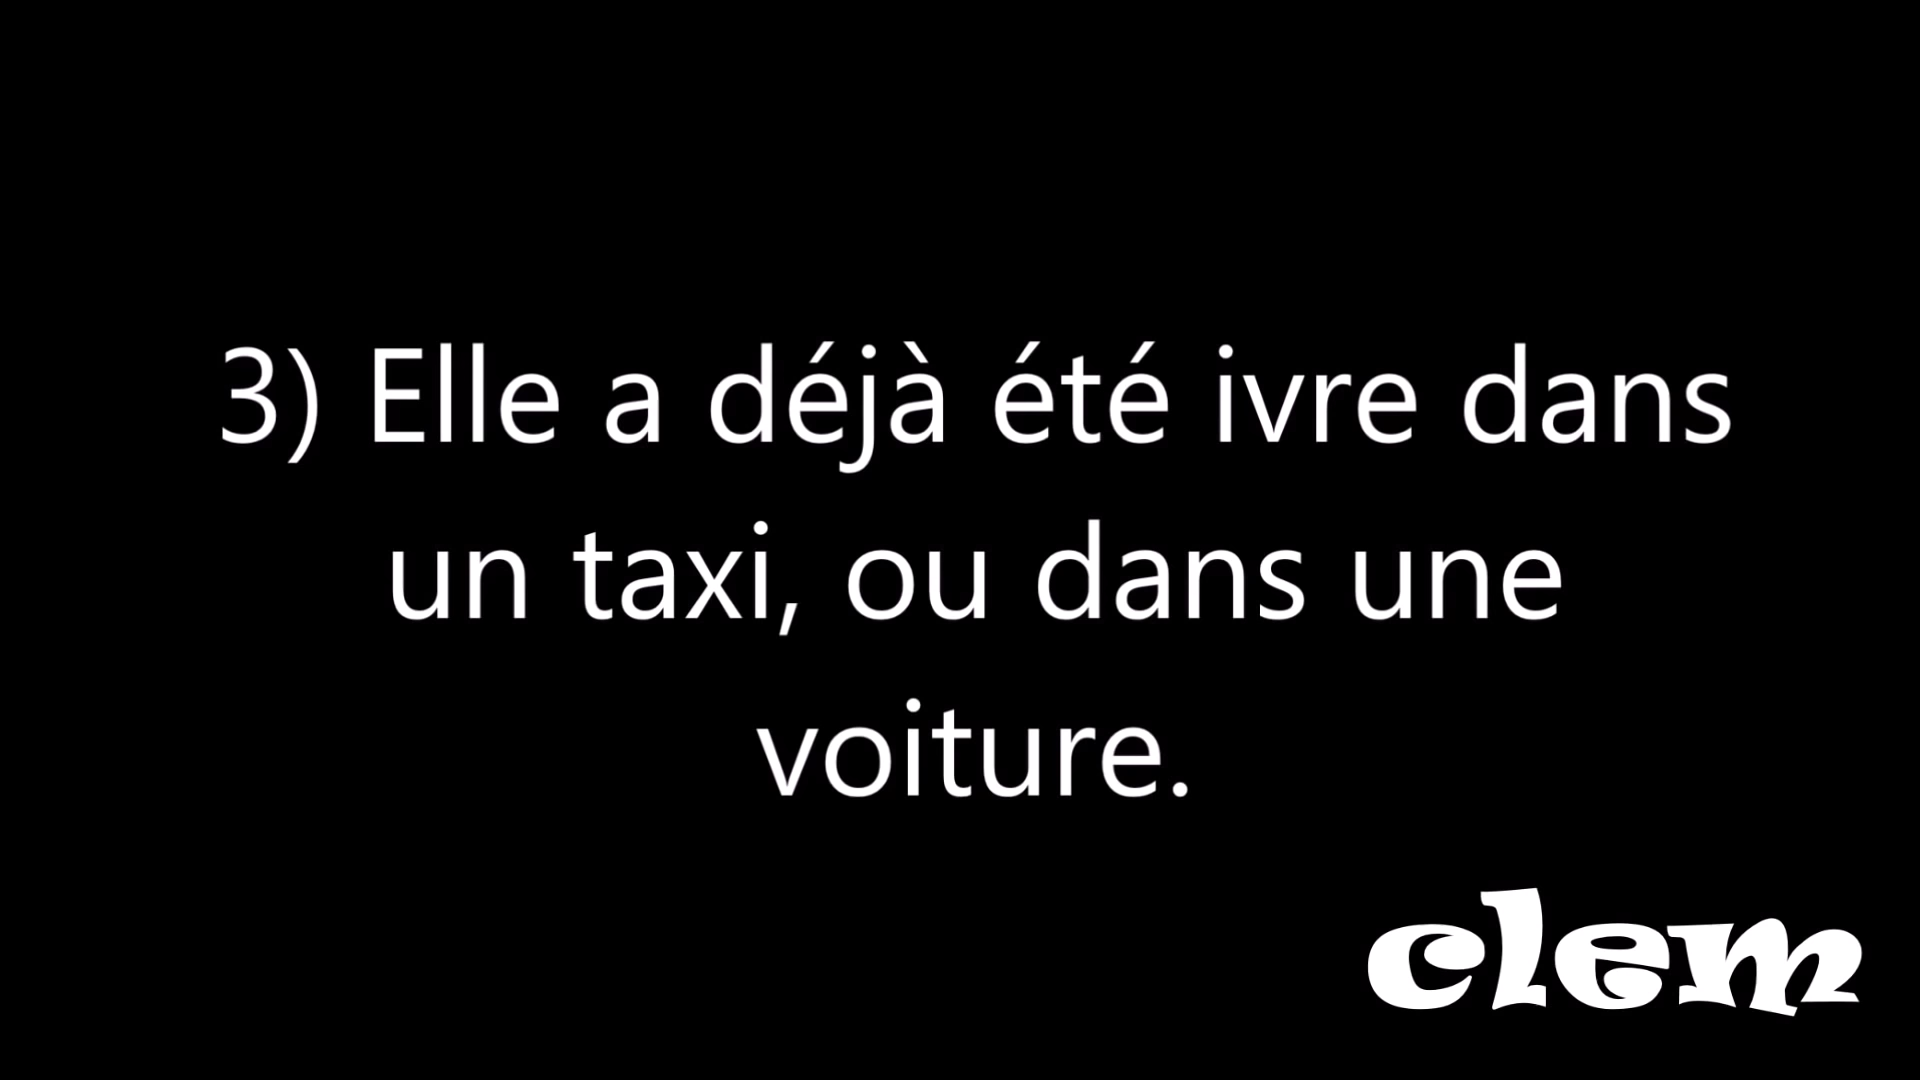 3) Elle a déjà été ivre dans
un taxi, ou dans une
voiture.
clem